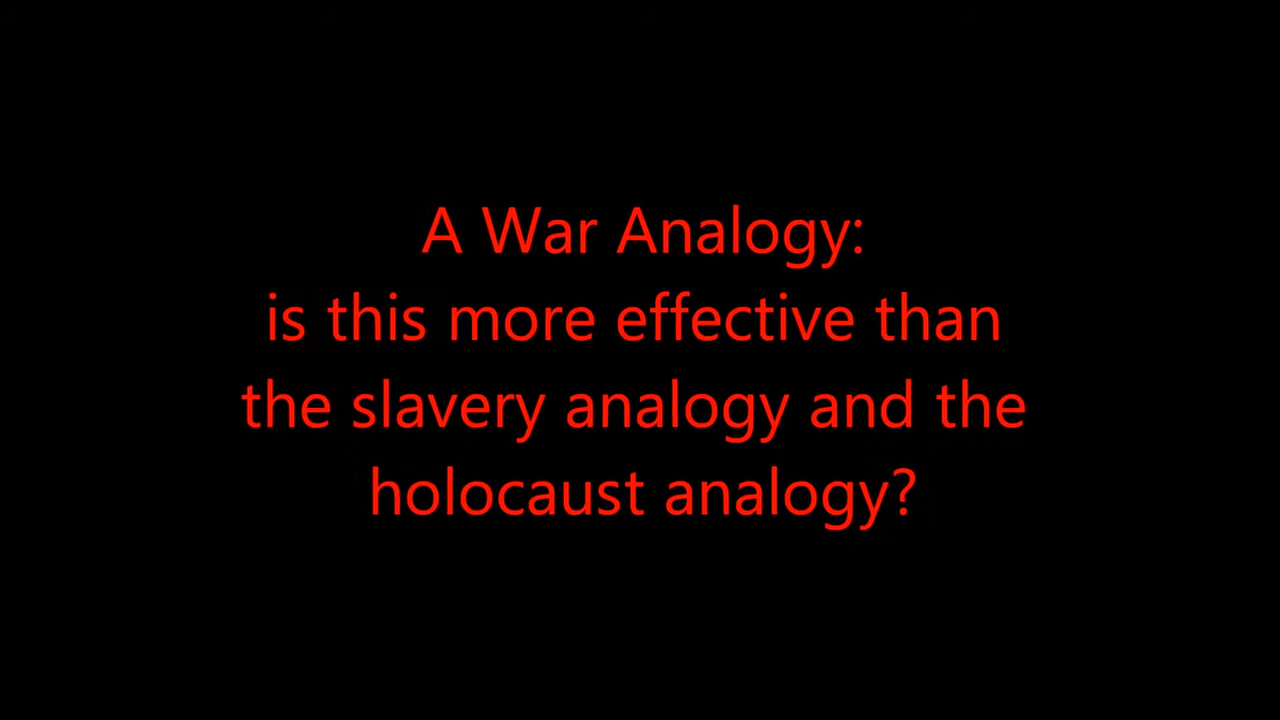 A War Analogy:
is this more effective than
the slavery analogy and the
holocaust analogy?